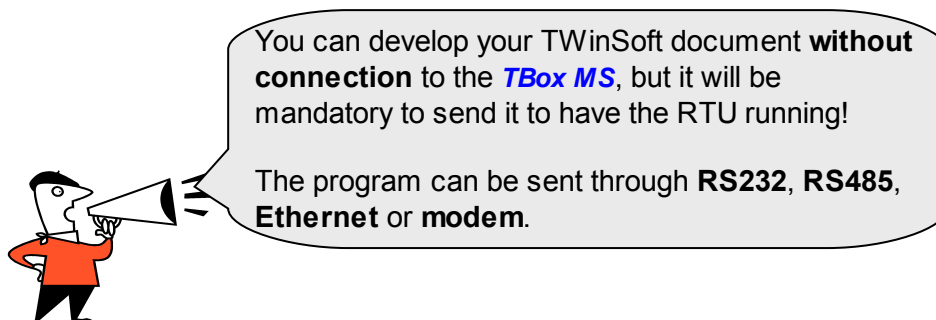 You can develop your TWinSoft document without
connection to the TBox MS, but it will be
mandatory to send it to have the RTU running!
The program can be sent through RS232, RS485,
Ethernet or modem.